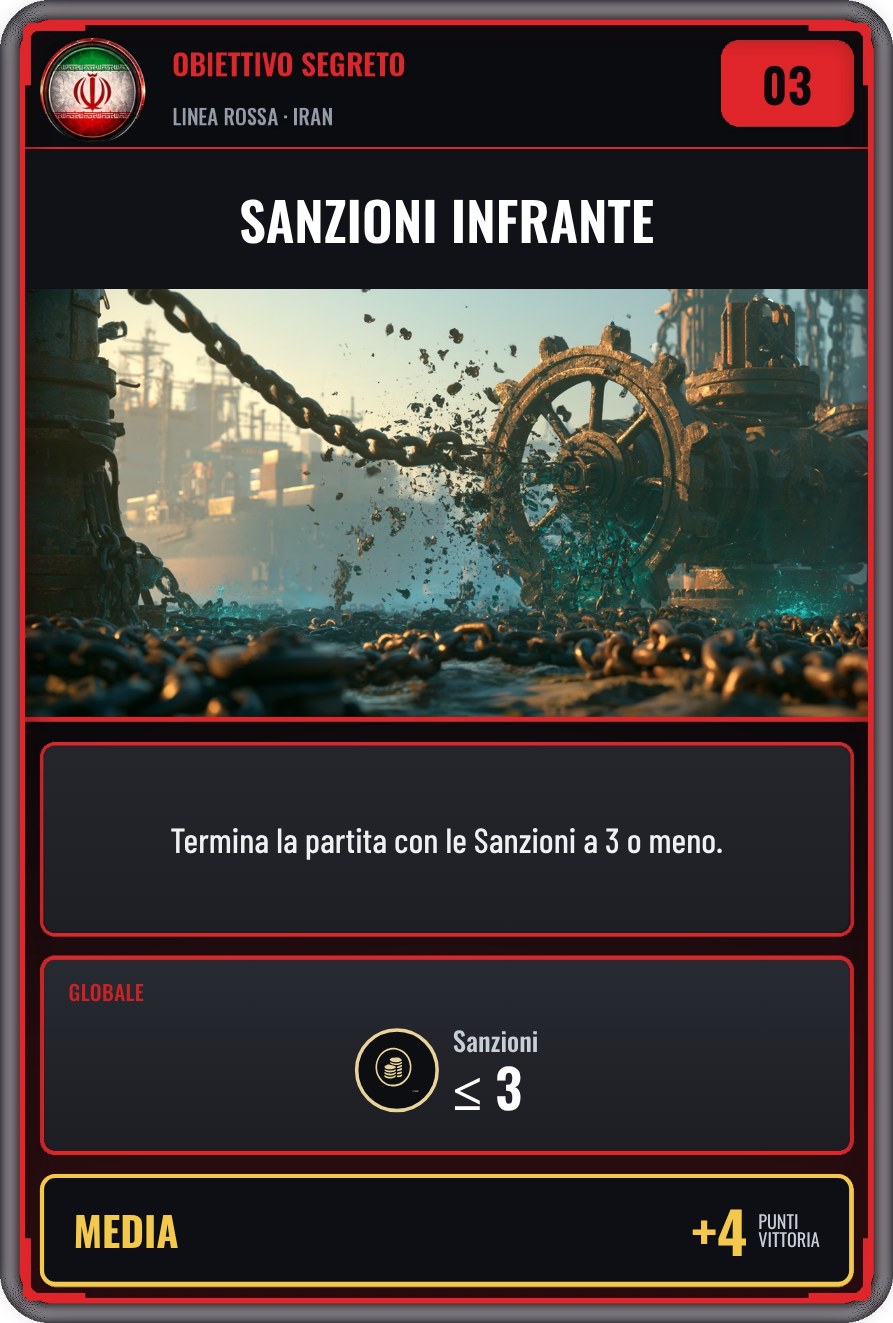 OBIETTIVO SEGRETO
LINEA ROSSA · IRAN
03
SANZIONI INFRANTE
Termina la partita con le Sanzioni a 3 o meno.
GLOBALE
Sanzioni
≤ 3
MEDIA
+4
PUNTI
VITTORIA